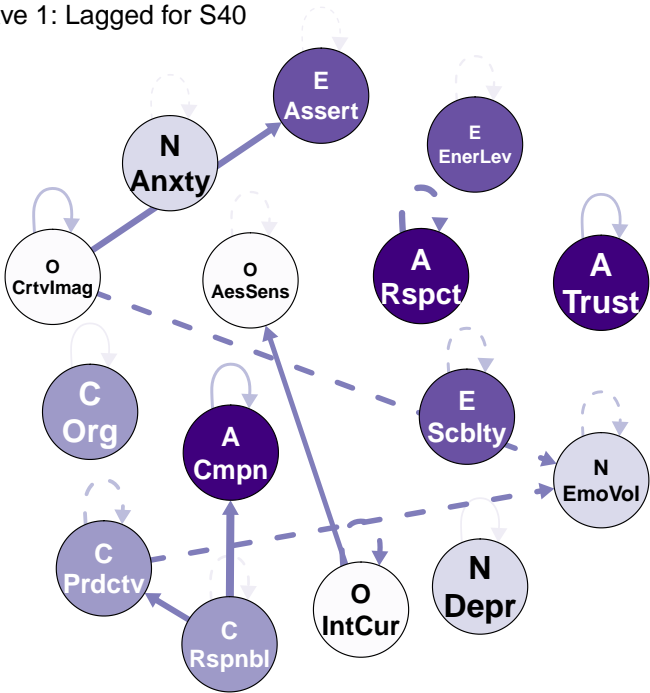 ve 1: Lagged for S40
E
Assert
E
EnerLev
N
Anxty
O
CrtvImag
O
AesSens
A
Rspct
A
Trust
C
Org
A
Cmpn
E
Scblty
N
EmoVol
C
Prdctv
C
Rspnbl
O
IntCur
N
Depr